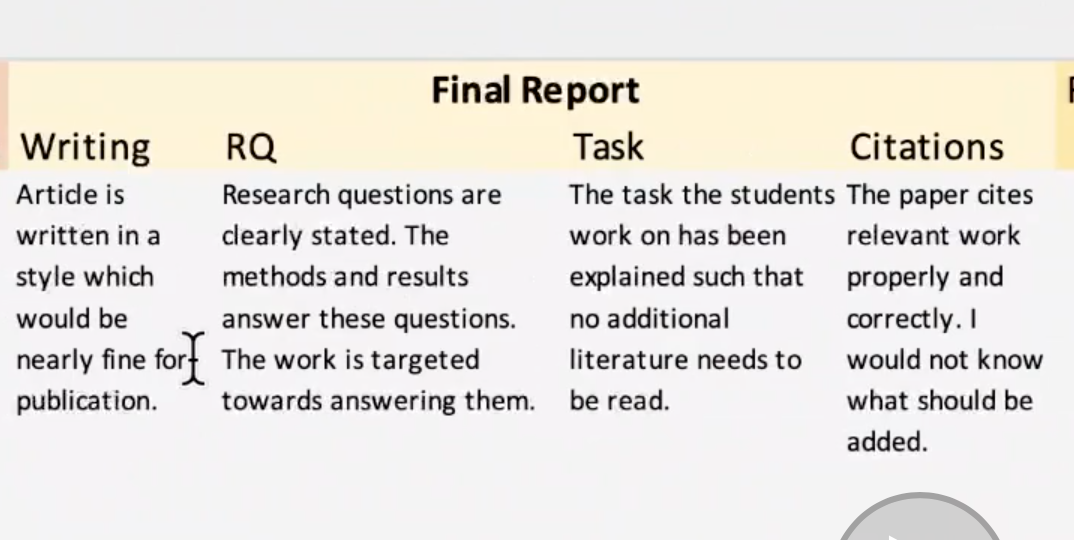 Final Report
Writing RQ Task Citations
Article is
written in a
style which
would be
nearly fine for
publication.
Research questions are
clearly stated. The
methods and results
answer these questions.
The work is targeted
towards answering them.
The task the students
work on has been
explained such that
no additional
literature needs to
be read.
The paper cites
relevant work
properly and
correctly. I
would not know
what should be
added.